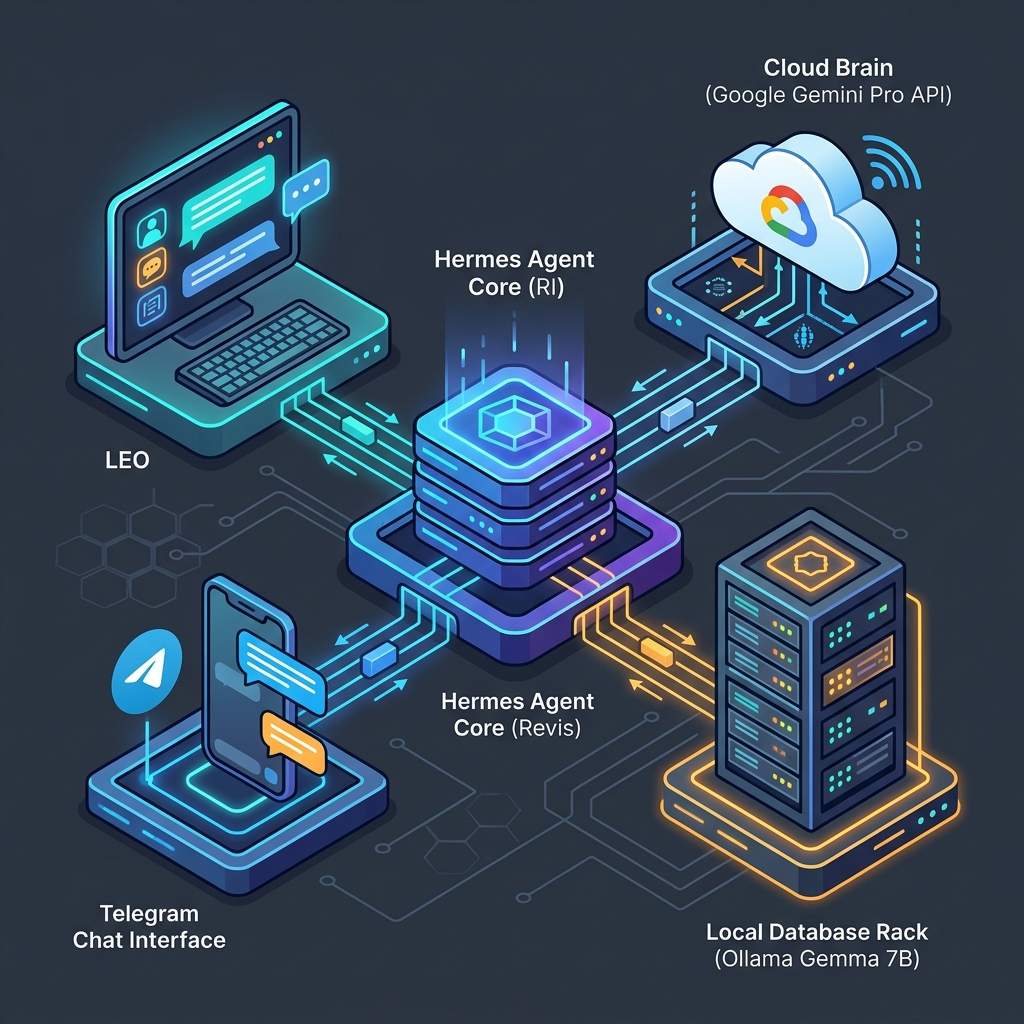 Cloud Brain
(Google Gemini Pro API)
Hermes Agent
Core (RI)
LEO
Hermes Agent
Core (Revis)
Telegram
Chat Interface
Local Database Rack
(Ollama Gemma 7B)